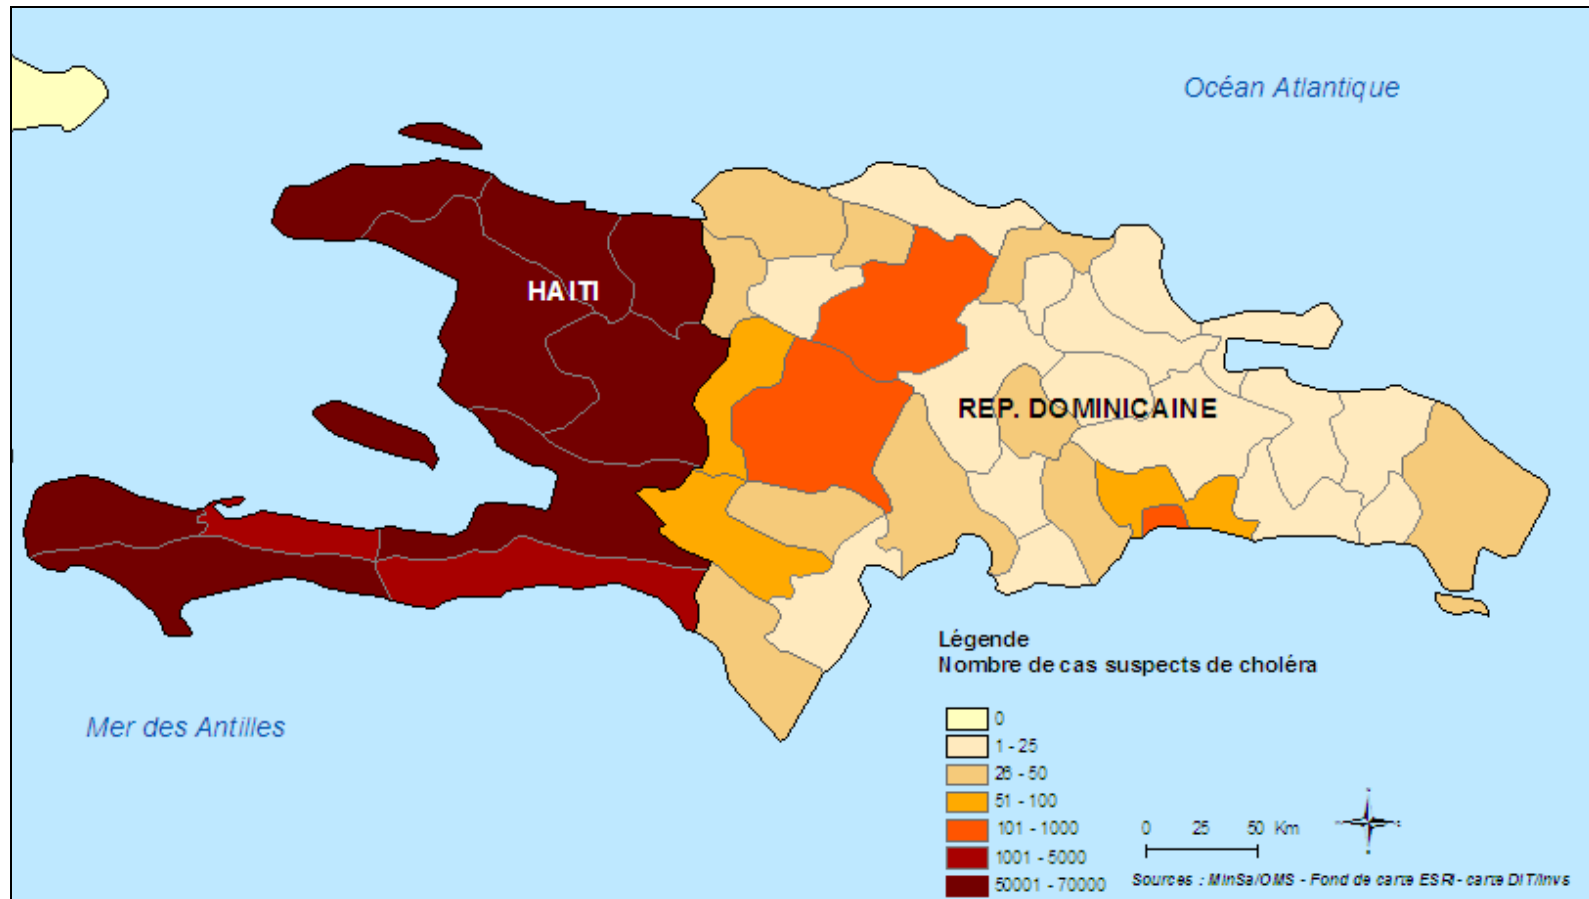 Océan Atlantique
HAITI
REP. DOMINICAINE
Mer des Antilles
Légende
Nombre de cas suspects de choléra
0
1 - 25
26 - 50
51 - 100
101 - 1000
1001 - 5000
50001 - 70000
0 25 50 Km
Sources : MinSa/OMS - Fond de carte ESRI- carte DIT/Invs